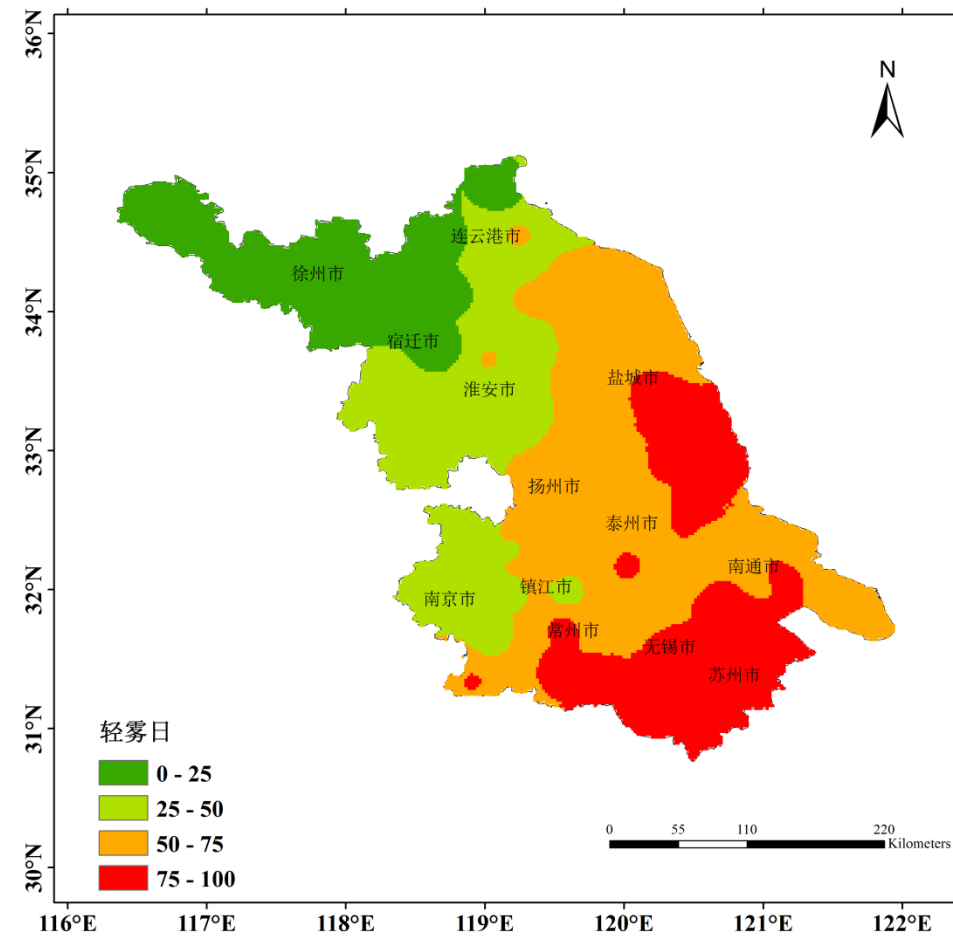 36°N
N
35°N
连云港市
徐州市
34°N
宿迁市
盐城市
淮安市
33°N
扬州市
泰州市
南通市
32°N
镇江市
南京市
常州市
无锡市
苏州市
31°N
轻雾日
0 - 25
25 - 50
50 - 75
75 - 100
0 55 110 220
Kilometers
30°N
116°E 117°E 118°E 119°E 120°E 121°E 122°E